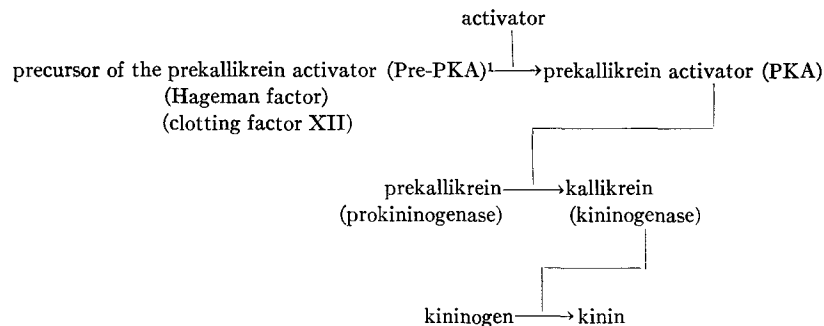 activator
precursor of the prekallikrein activator (Pre-PKA)¹⟶prekallikrein activator (PKA)
(Hageman factor)
(clotting factor XII)
prekallikrein⟶kallikrein
(prokininogenase) (kininogenase)
kininogen⟶kinin